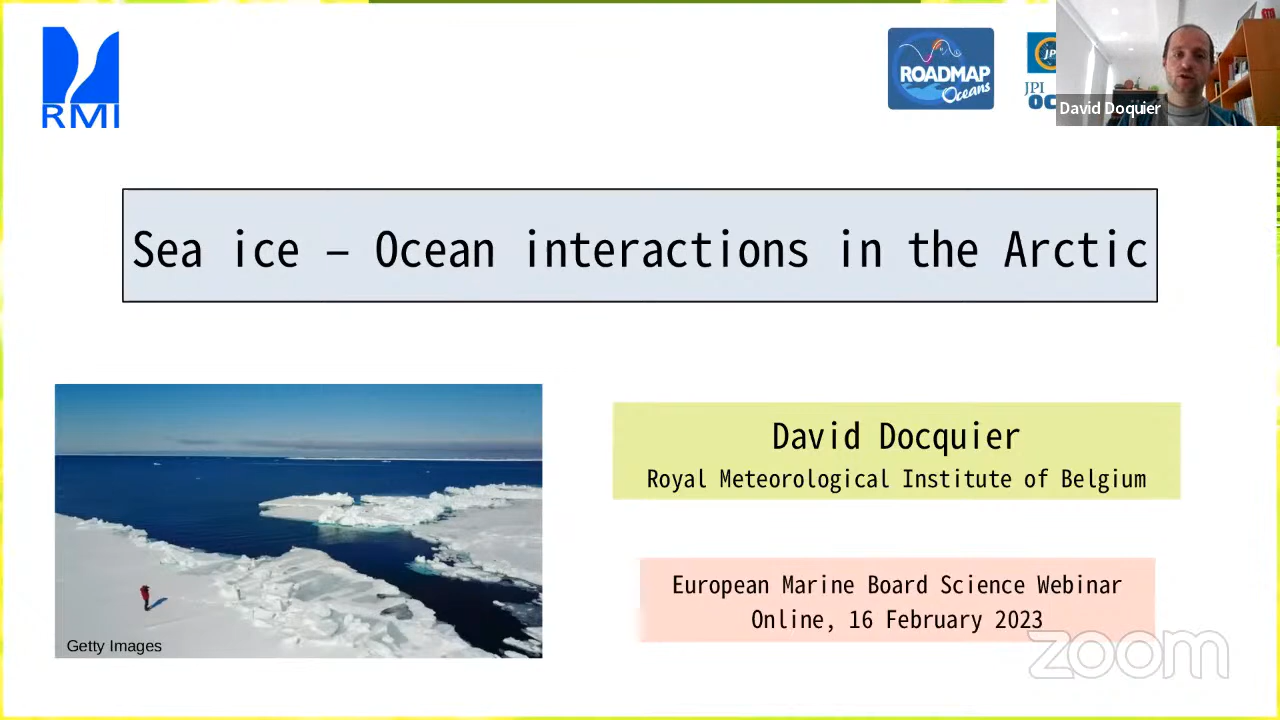 RMI
ROADMAP
Oceans
JPI
David Doquier
Sea ice – Ocean interactions in the Arctic
David Docquier
Royal Meteorological Institute of Belgium
European Marine Board Science Webinar
Online, 16 February 2023
Getty Images
zoom